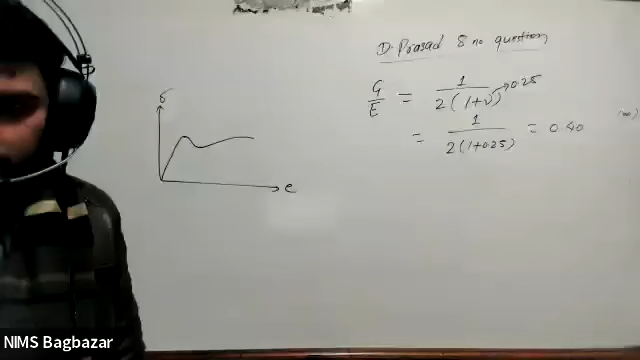 D. Prasad 8 no question
G/E = 1/2(1+ν) → 0.25
= 1/2(1+0.25) = 0.40
σ
e
NIMS Bagbazar